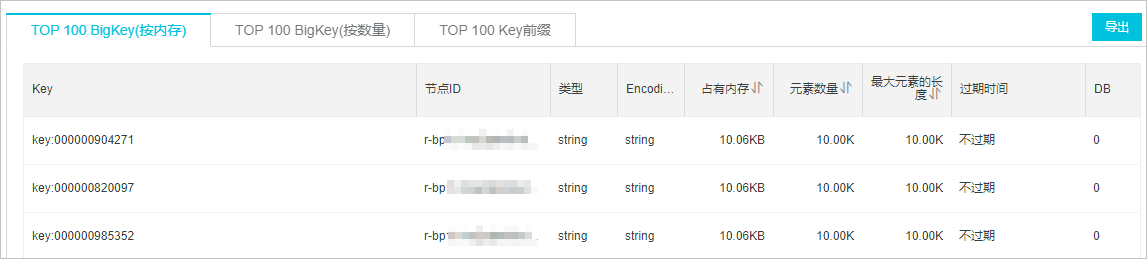 TOP 100 BigKey(按内存) TOP 100 BigKey(按数量) TOP 100 Key前缀 导出
Key 节点ID 类型 Encodi... 占有内存 元素数量 最大元素的长度 过期时间 DB
key:000000904271 r-bp string string 10.06KB 10.00K 10.00K 不过期 0
key:000000820097 r-bp string string 10.06KB 10.00K 10.00K 不过期 0
key:000000985352 r-bp string string 10.06KB 10.00K 10.00K 不过期 0